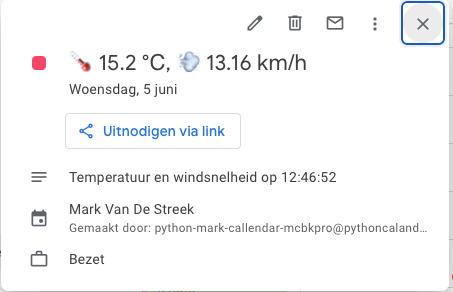 🌡️ 15.2 °C, 💨 13.16 km/h
Woensdag, 5 juni
Uitnodigen via link
Temperatuur en windsnelheid op 12:46:52
Mark Van De Streek
Gemaakt door: python-mark-callendar-mcbkpro@pythoncaland…
Bezet